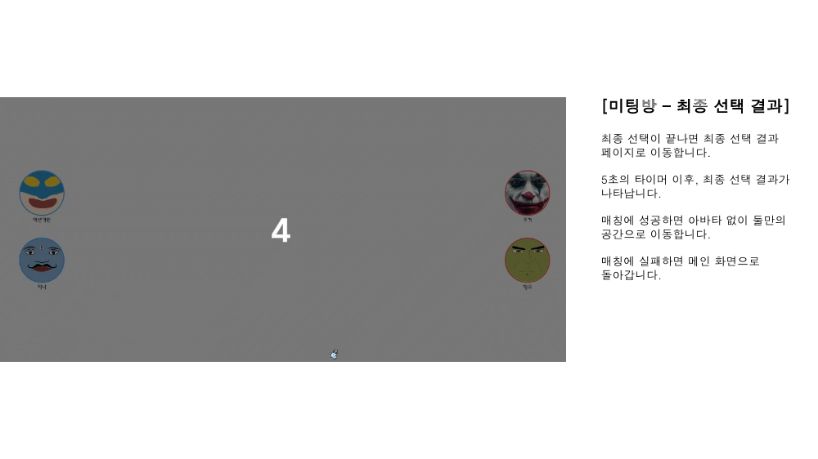 [미팅방 – 최종 선택 결과]
최종 선택이 끝나면 최종 선택 결과
페이지로 이동합니다.
5초의 타이머 이후, 최종 선택 결과가
나타납니다.
매칭에 성공하면 아바타 없이 둘만의
공간으로 이동합니다.
매칭에 실패하면 메인 화면으로
돌아갑니다.
4